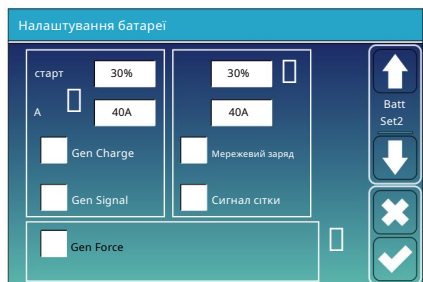 Налаштування батареї
старт 30% 30%
A 40A 40A
Gen Charge Мережевий заряд
Gen Signal Сигнал сітки
Gen Force
Batt
Set2